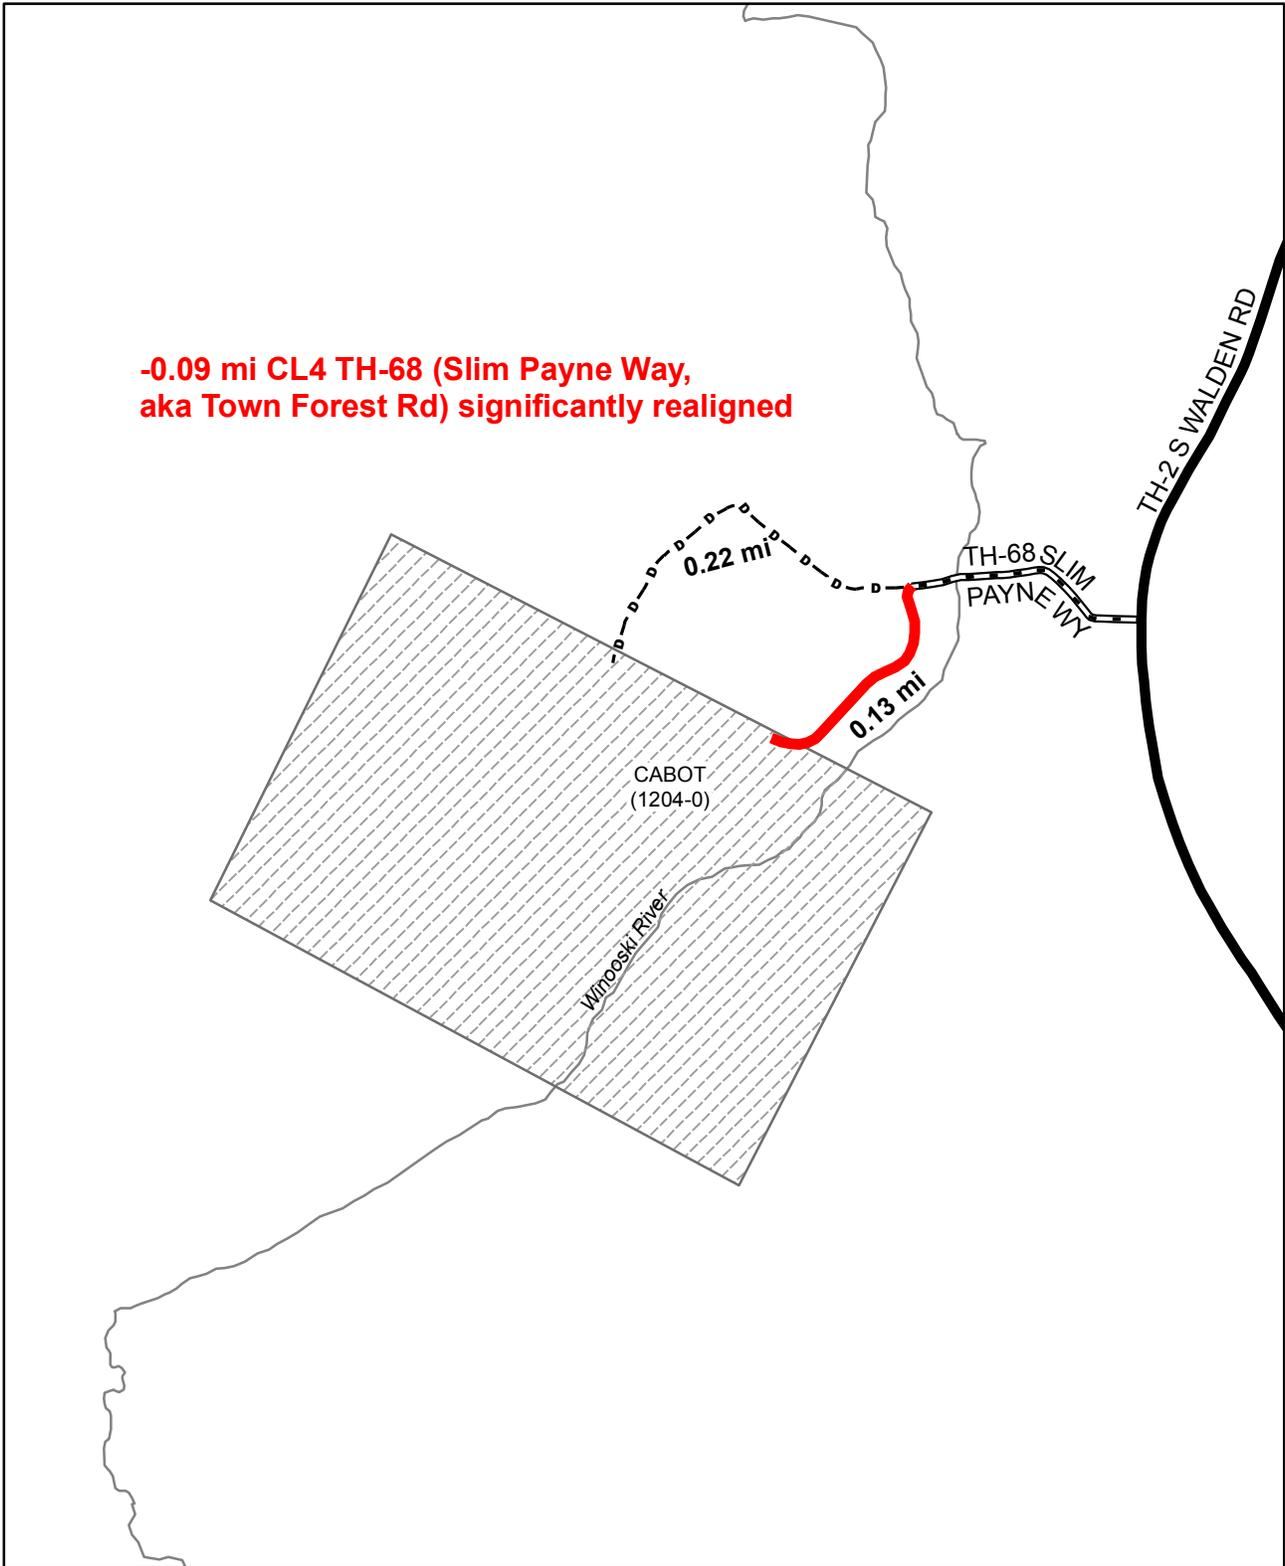 -0.09 mi CL4 TH-68 (Slim Payne Way,
aka Town Forest Rd) significantly realigned
TH-2 S WALDEN RD
D D D D D D D D D D D
0.22 mi
TH-68 SLIM
PAYNE WY
0.13 mi
CABOT
(1204-0)
Winooski River